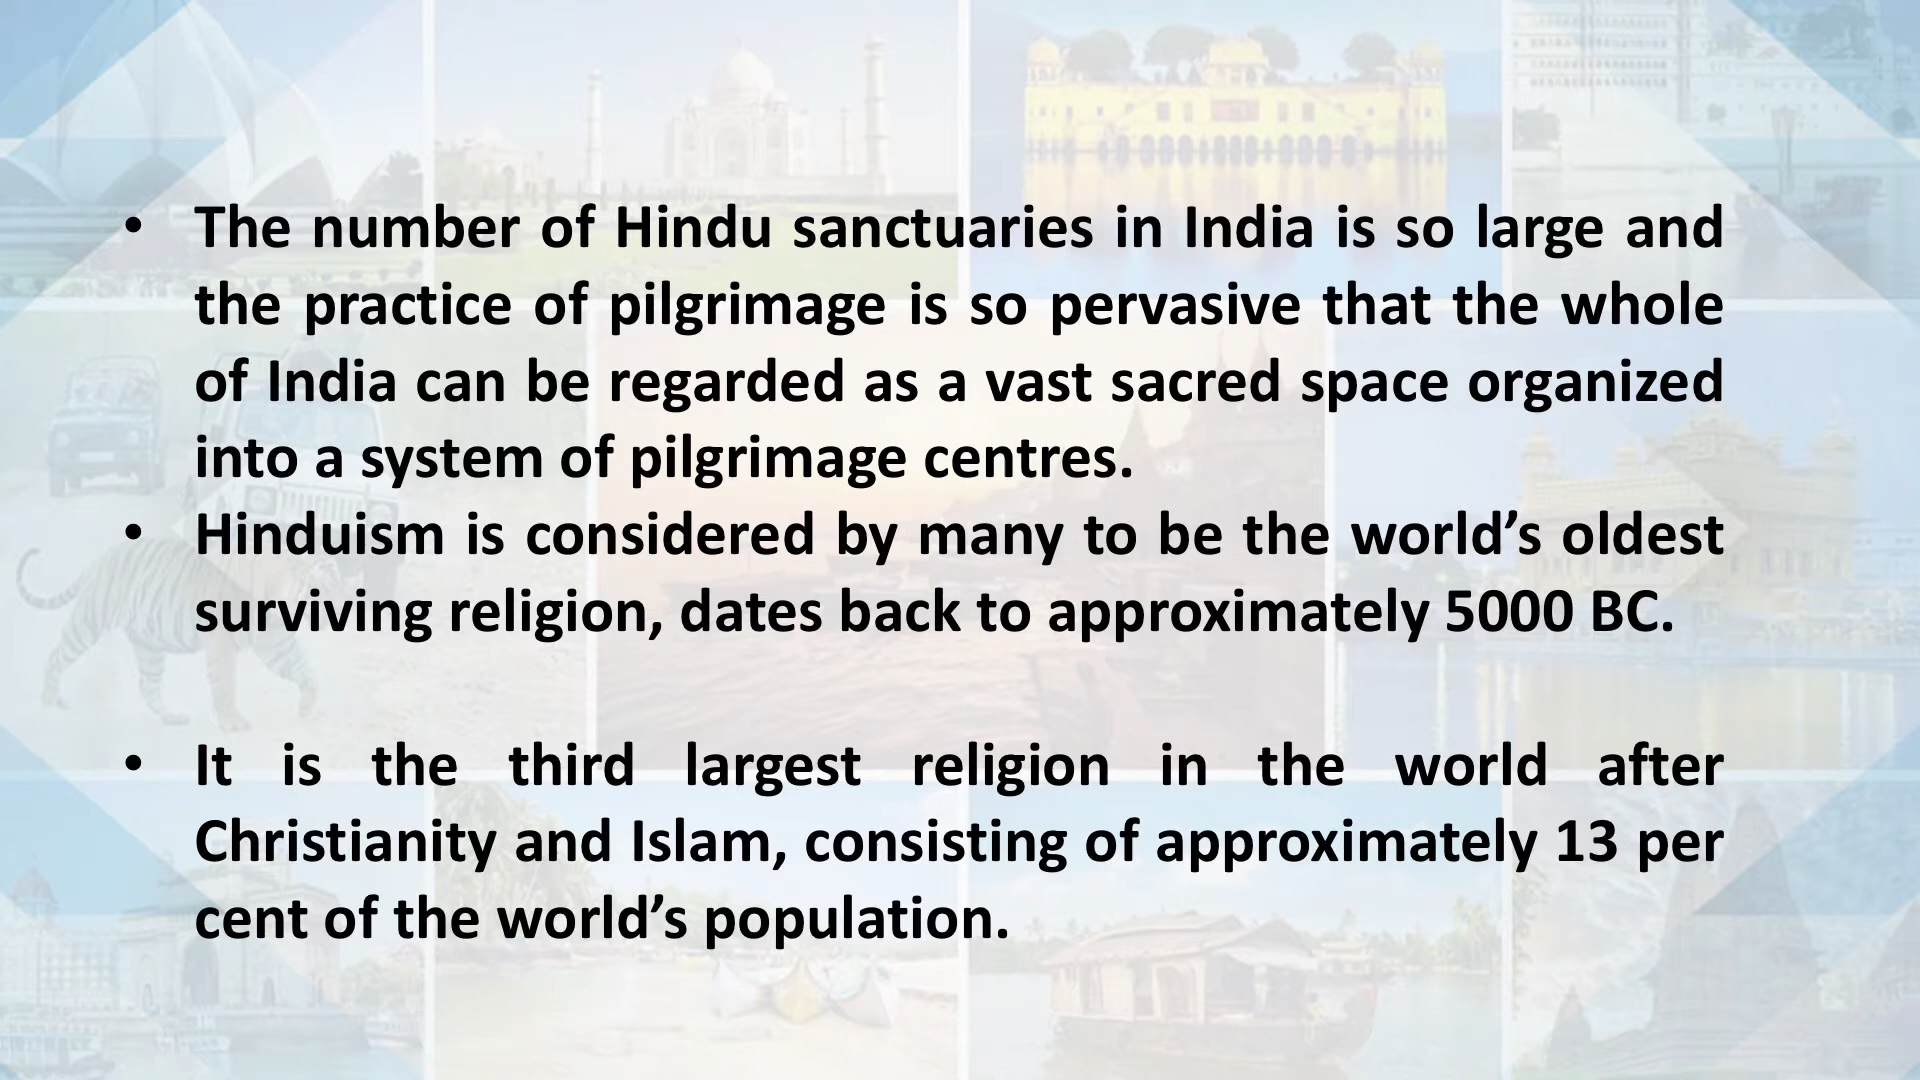 • The number of Hindu sanctuaries in India is so large and
the practice of pilgrimage is so pervasive that the whole
of India can be regarded as a vast sacred space organized
into a system of pilgrimage centres.
• Hinduism is considered by many to be the world’s oldest
surviving religion, dates back to approximately 5000 BC.
• It is the third largest religion in the world after
Christianity and Islam, consisting of approximately 13 per
cent of the world’s population.